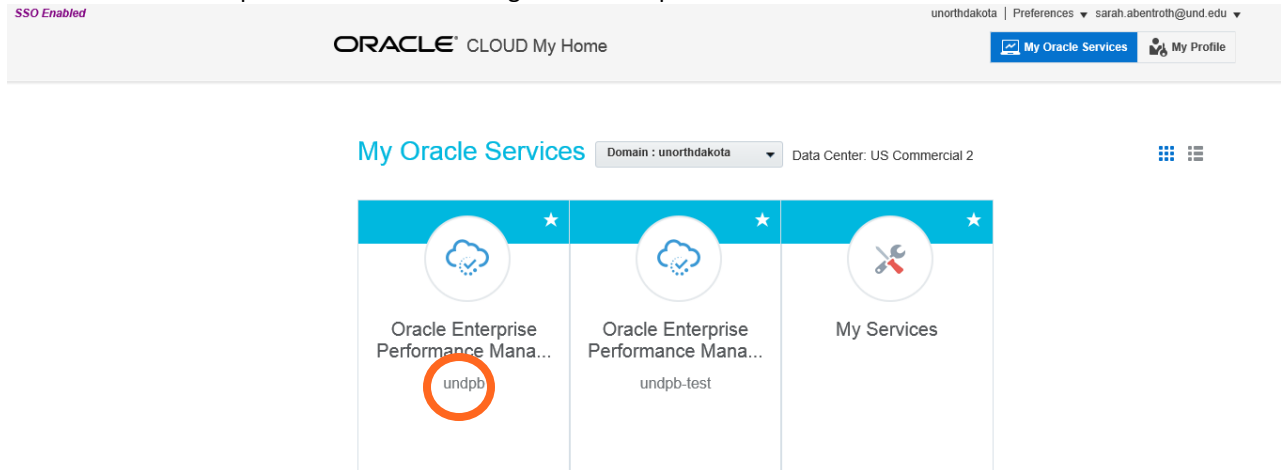 SSO Enabled
unorthdakota | Preferences sarah.abentroth@und.edu
ORACLE CLOUD My Home
My Oracle Services
My Profile
My Oracle Services Domain : unorthdakota Data Center: US Commercial 2
Oracle Enterprise
Performance Mana...
undpb
Oracle Enterprise
Performance Mana...
undpb-test
My Services